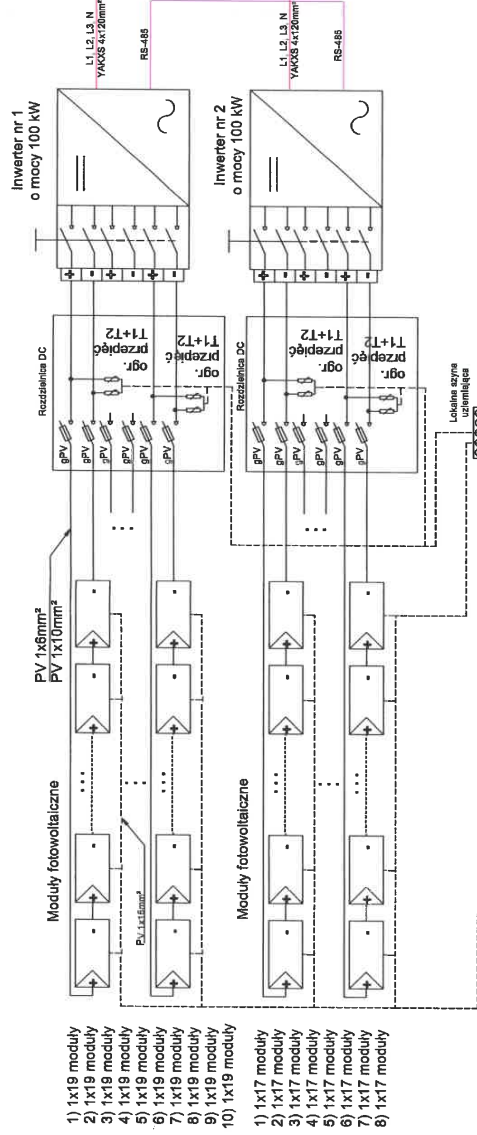 L1, L2, L3, N
YAKXS 4x120mm²
RS-485
Inwerter nr 1
o mocy 100 kW
+
-
+
-
+
-
Rozdzielnica DC
ogr.
przepięć
T1+T2
ogr.
przepięć
T1+T2
gPV
gPV
gPV
gPV
gPV
gPV
PV 1x6mm²
PV 1x10mm²
Moduły fotowoltaiczne
PV 1x16mm²
1) 1x19 moduły
2) 1x19 moduły
3) 1x19 moduły
4) 1x19 moduły
5) 1x19 moduły
6) 1x19 moduły
7) 1x19 moduły
8) 1x19 moduły
9) 1x19 moduły
10) 1x19 moduły
L1, L2, L3, N
YAKXS 4x120mm²
RS-485
Inwerter nr 2
o mocy 100 kW
+
-
+
-
+
-
Rozdzielnica DC
ogr.
przepięć
T1+T2
ogr.
przepięć
T1+T2
gPV
gPV
gPV
gPV
gPV
gPV
Lokalna szyna
uziemiająca
Moduły fotowoltaiczne
1) 1x17 moduły
2) 1x17 moduły
3) 1x17 moduły
4) 1x17 moduły
5) 1x17 moduły
6) 1x17 moduły
7) 1x17 moduły
8) 1x17 moduły